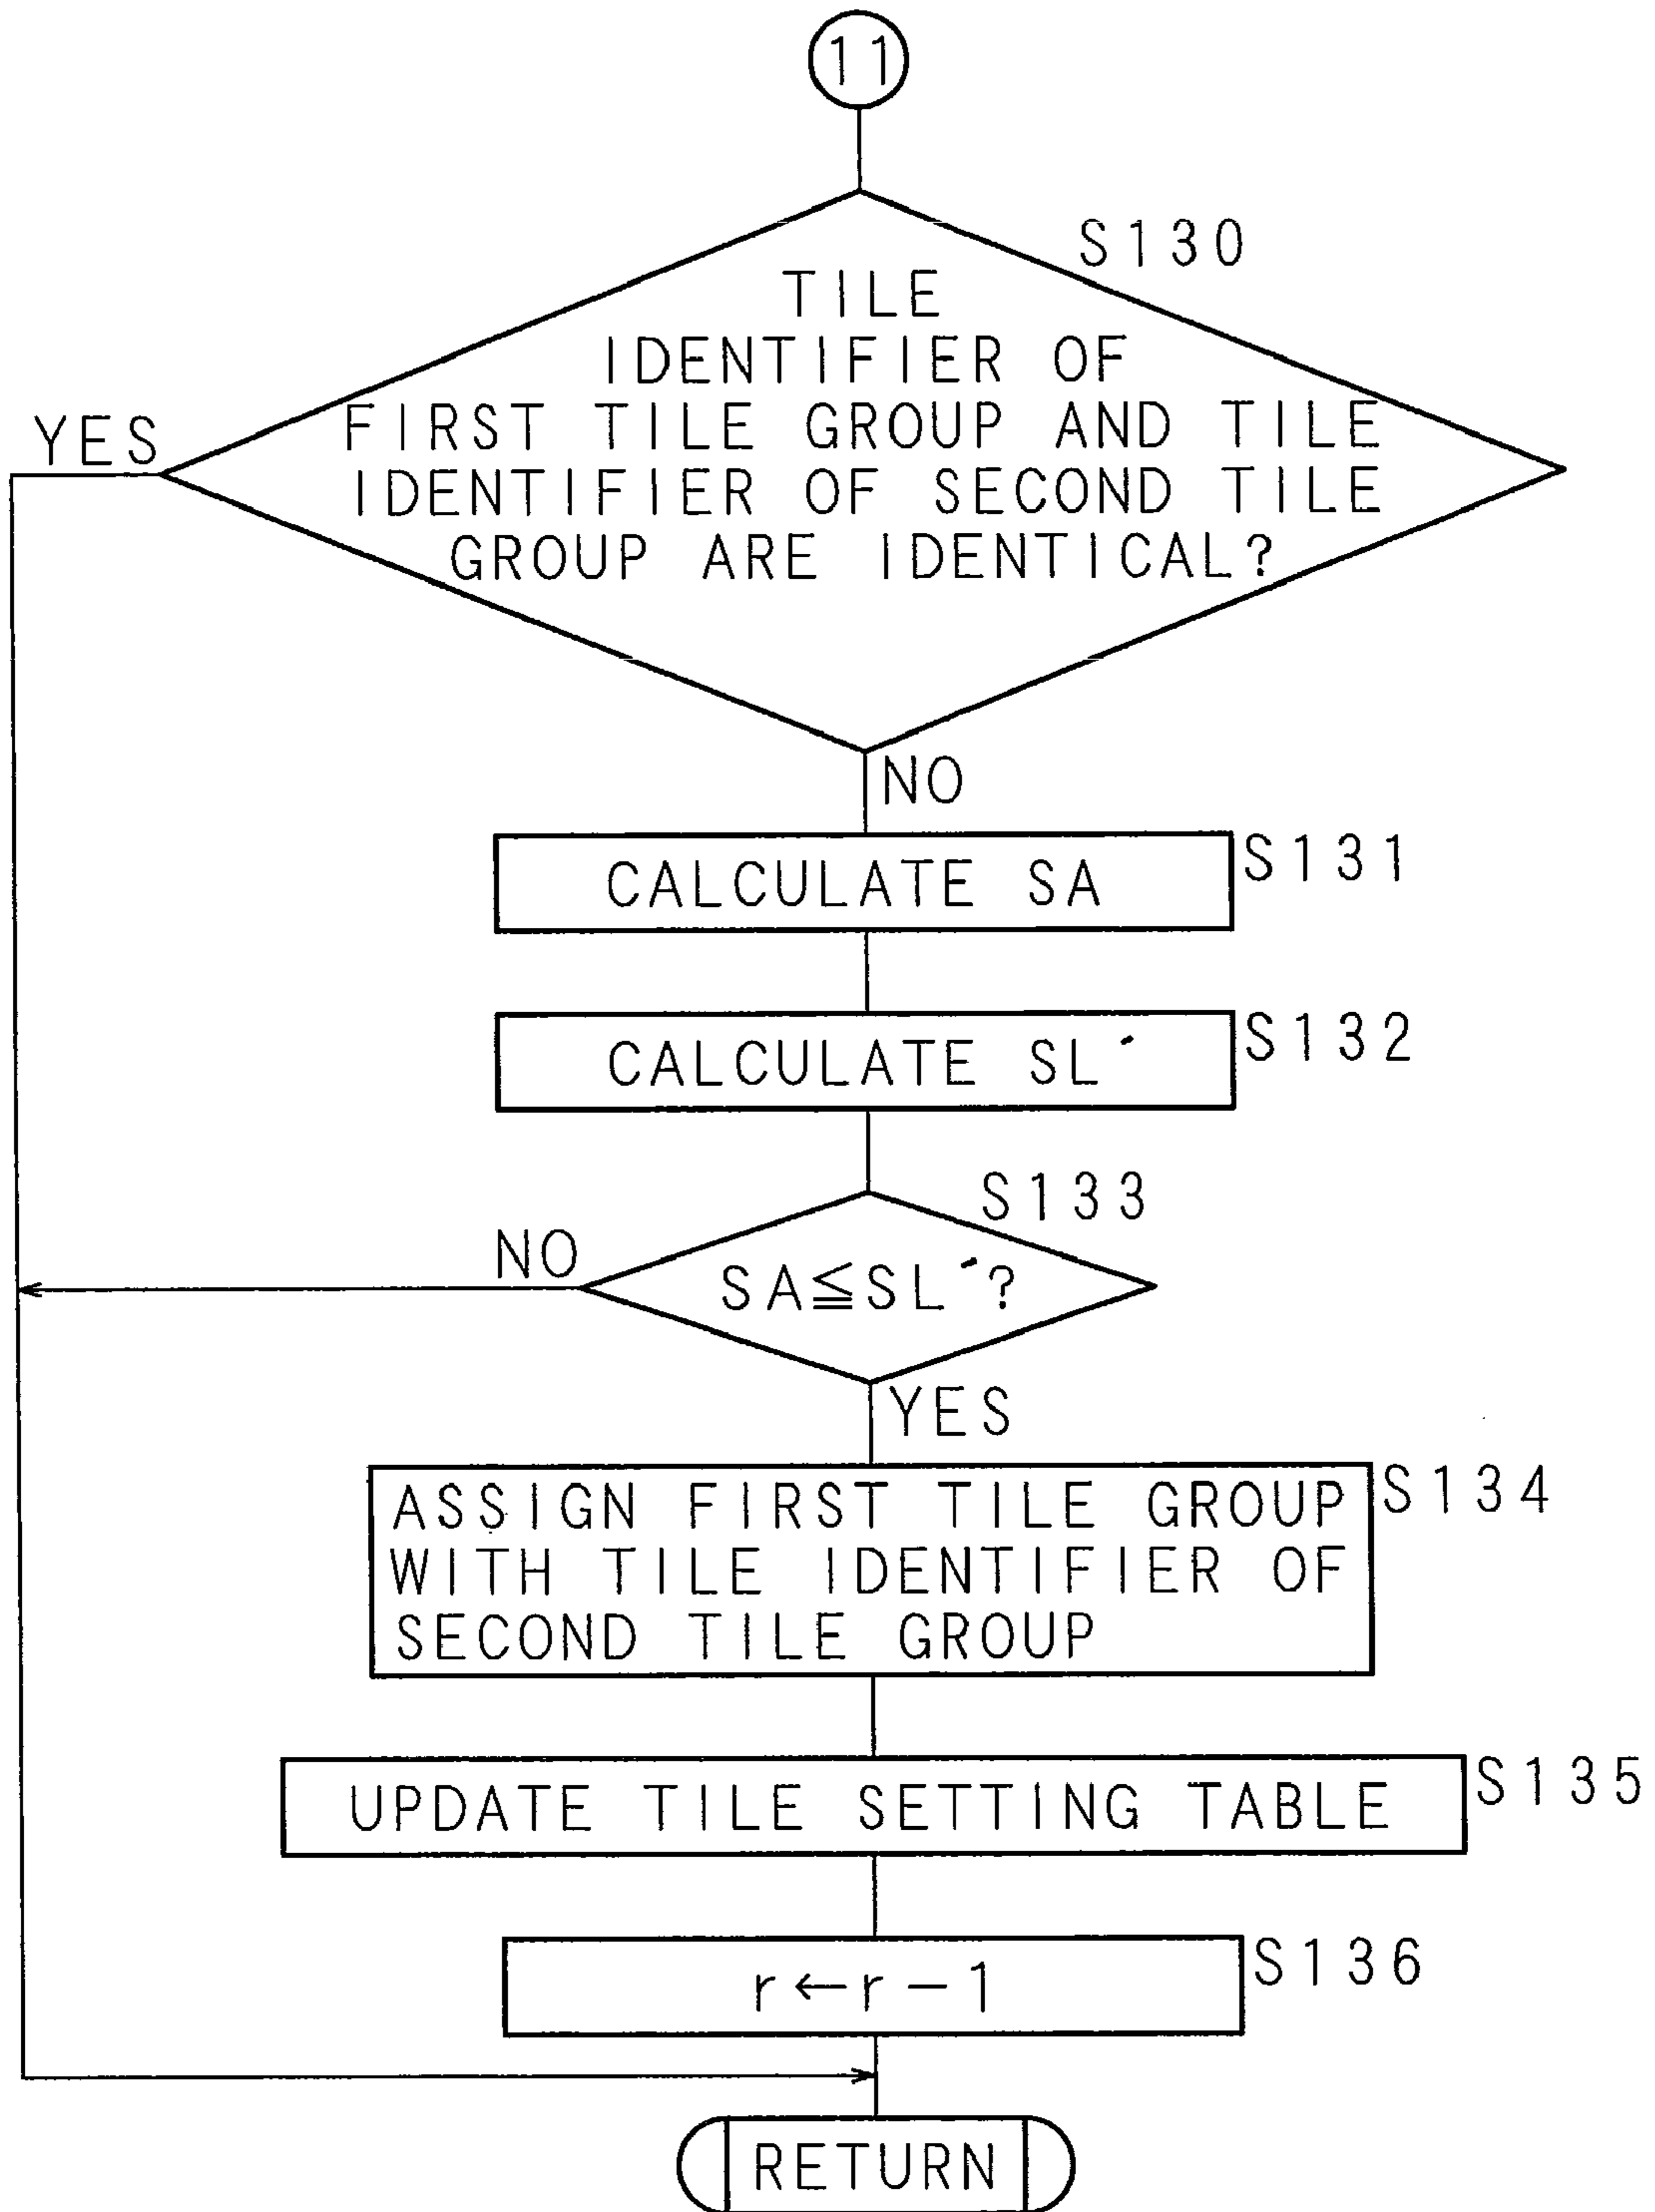 11
S130
TILE
IDENTIFIER OF
FIRST TILE GROUP AND TILE
IDENTIFIER OF SECOND TILE
GROUP ARE IDENTICAL?
YES
NO
CALCULATE SA
S131
CALCULATE SL´
S132
S133
NO
SA≦SL´?
YES
ASSIGN FIRST TILE GROUP
WITH TILE IDENTIFIER OF
SECOND TILE GROUP
S134
UPDATE TILE SETTING TABLE
S135
r←r−1
S136
RETURN